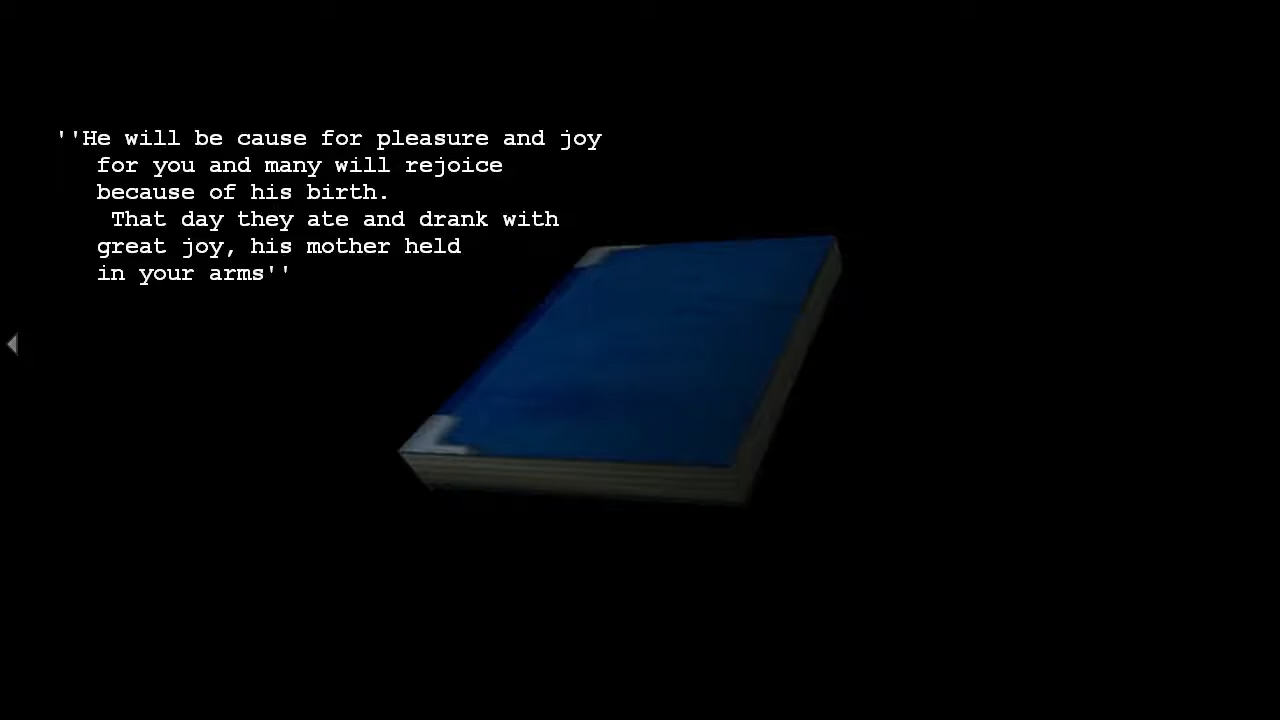 ''He will be cause for pleasure and joy
for you and many will rejoice
because of his birth.
That day they ate and drank with
great joy, his mother held
in your arms''